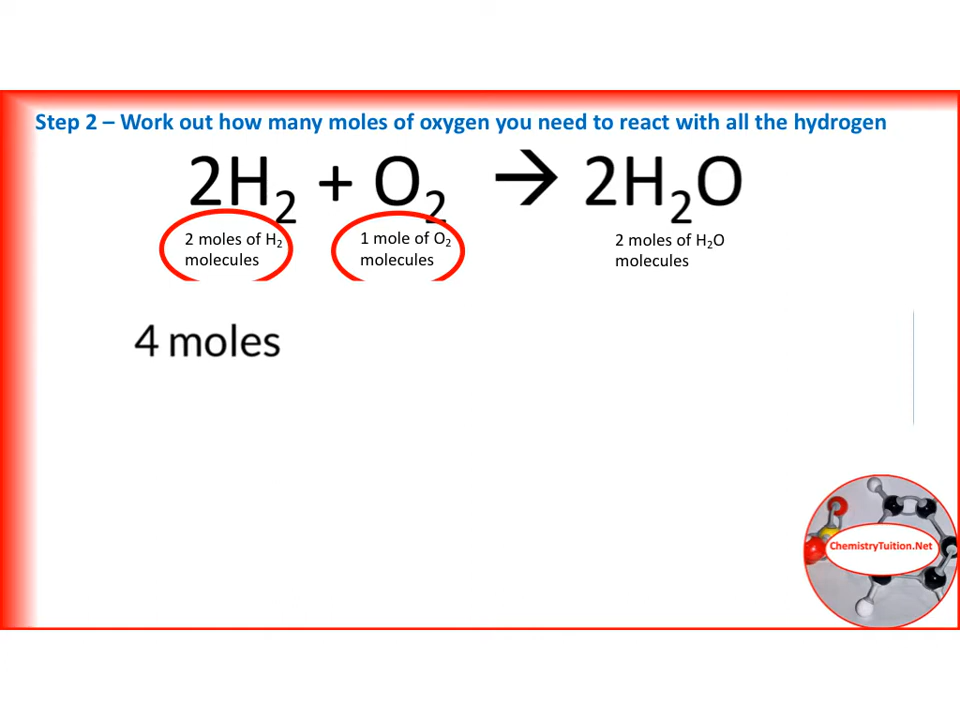 Step 2 – Work out how many moles of oxygen you need to react with all the hydrogen
2H₂ + O₂ → 2H₂O
2 moles of H₂ molecules
1 mole of O₂ molecules
2 moles of H₂O molecules
4 moles
ChemistryTuition.Net